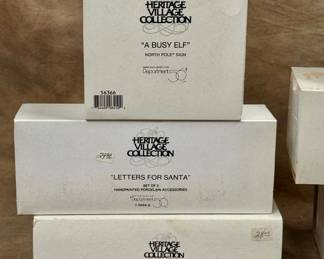 HERITAGE
VILLAGE
COLLECTION
"A BUSY ELF"
NORTH POLE SIGN
Department 56
56366
HERITAGE
VILLAGE
COLLECTION
"LETTERS FOR SANTA"
SET OF 3
HANDPAINTED PORCELAIN ACCESSORIES
Department 56
HERITAGE
VILLAGE
COLLECTION